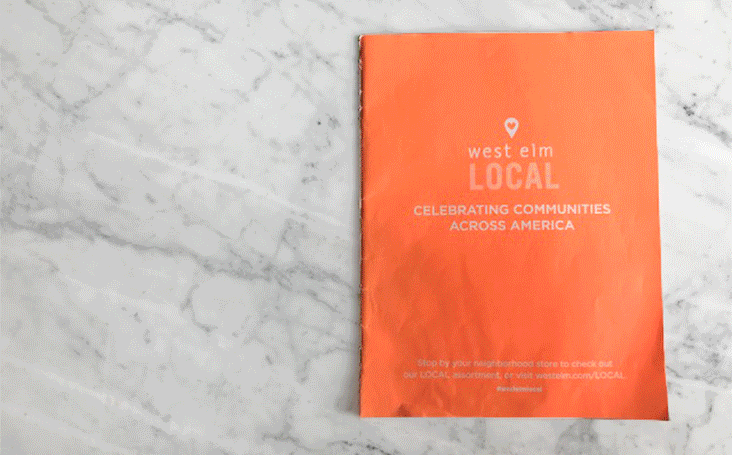 west elm
LOCAL
CELEBRATING COMMUNITIES
ACROSS AMERICA
Stop by your neighborhood store to check out
our LOCAL assortment, or visit westelm.com/LOCAL
#westelmlocal